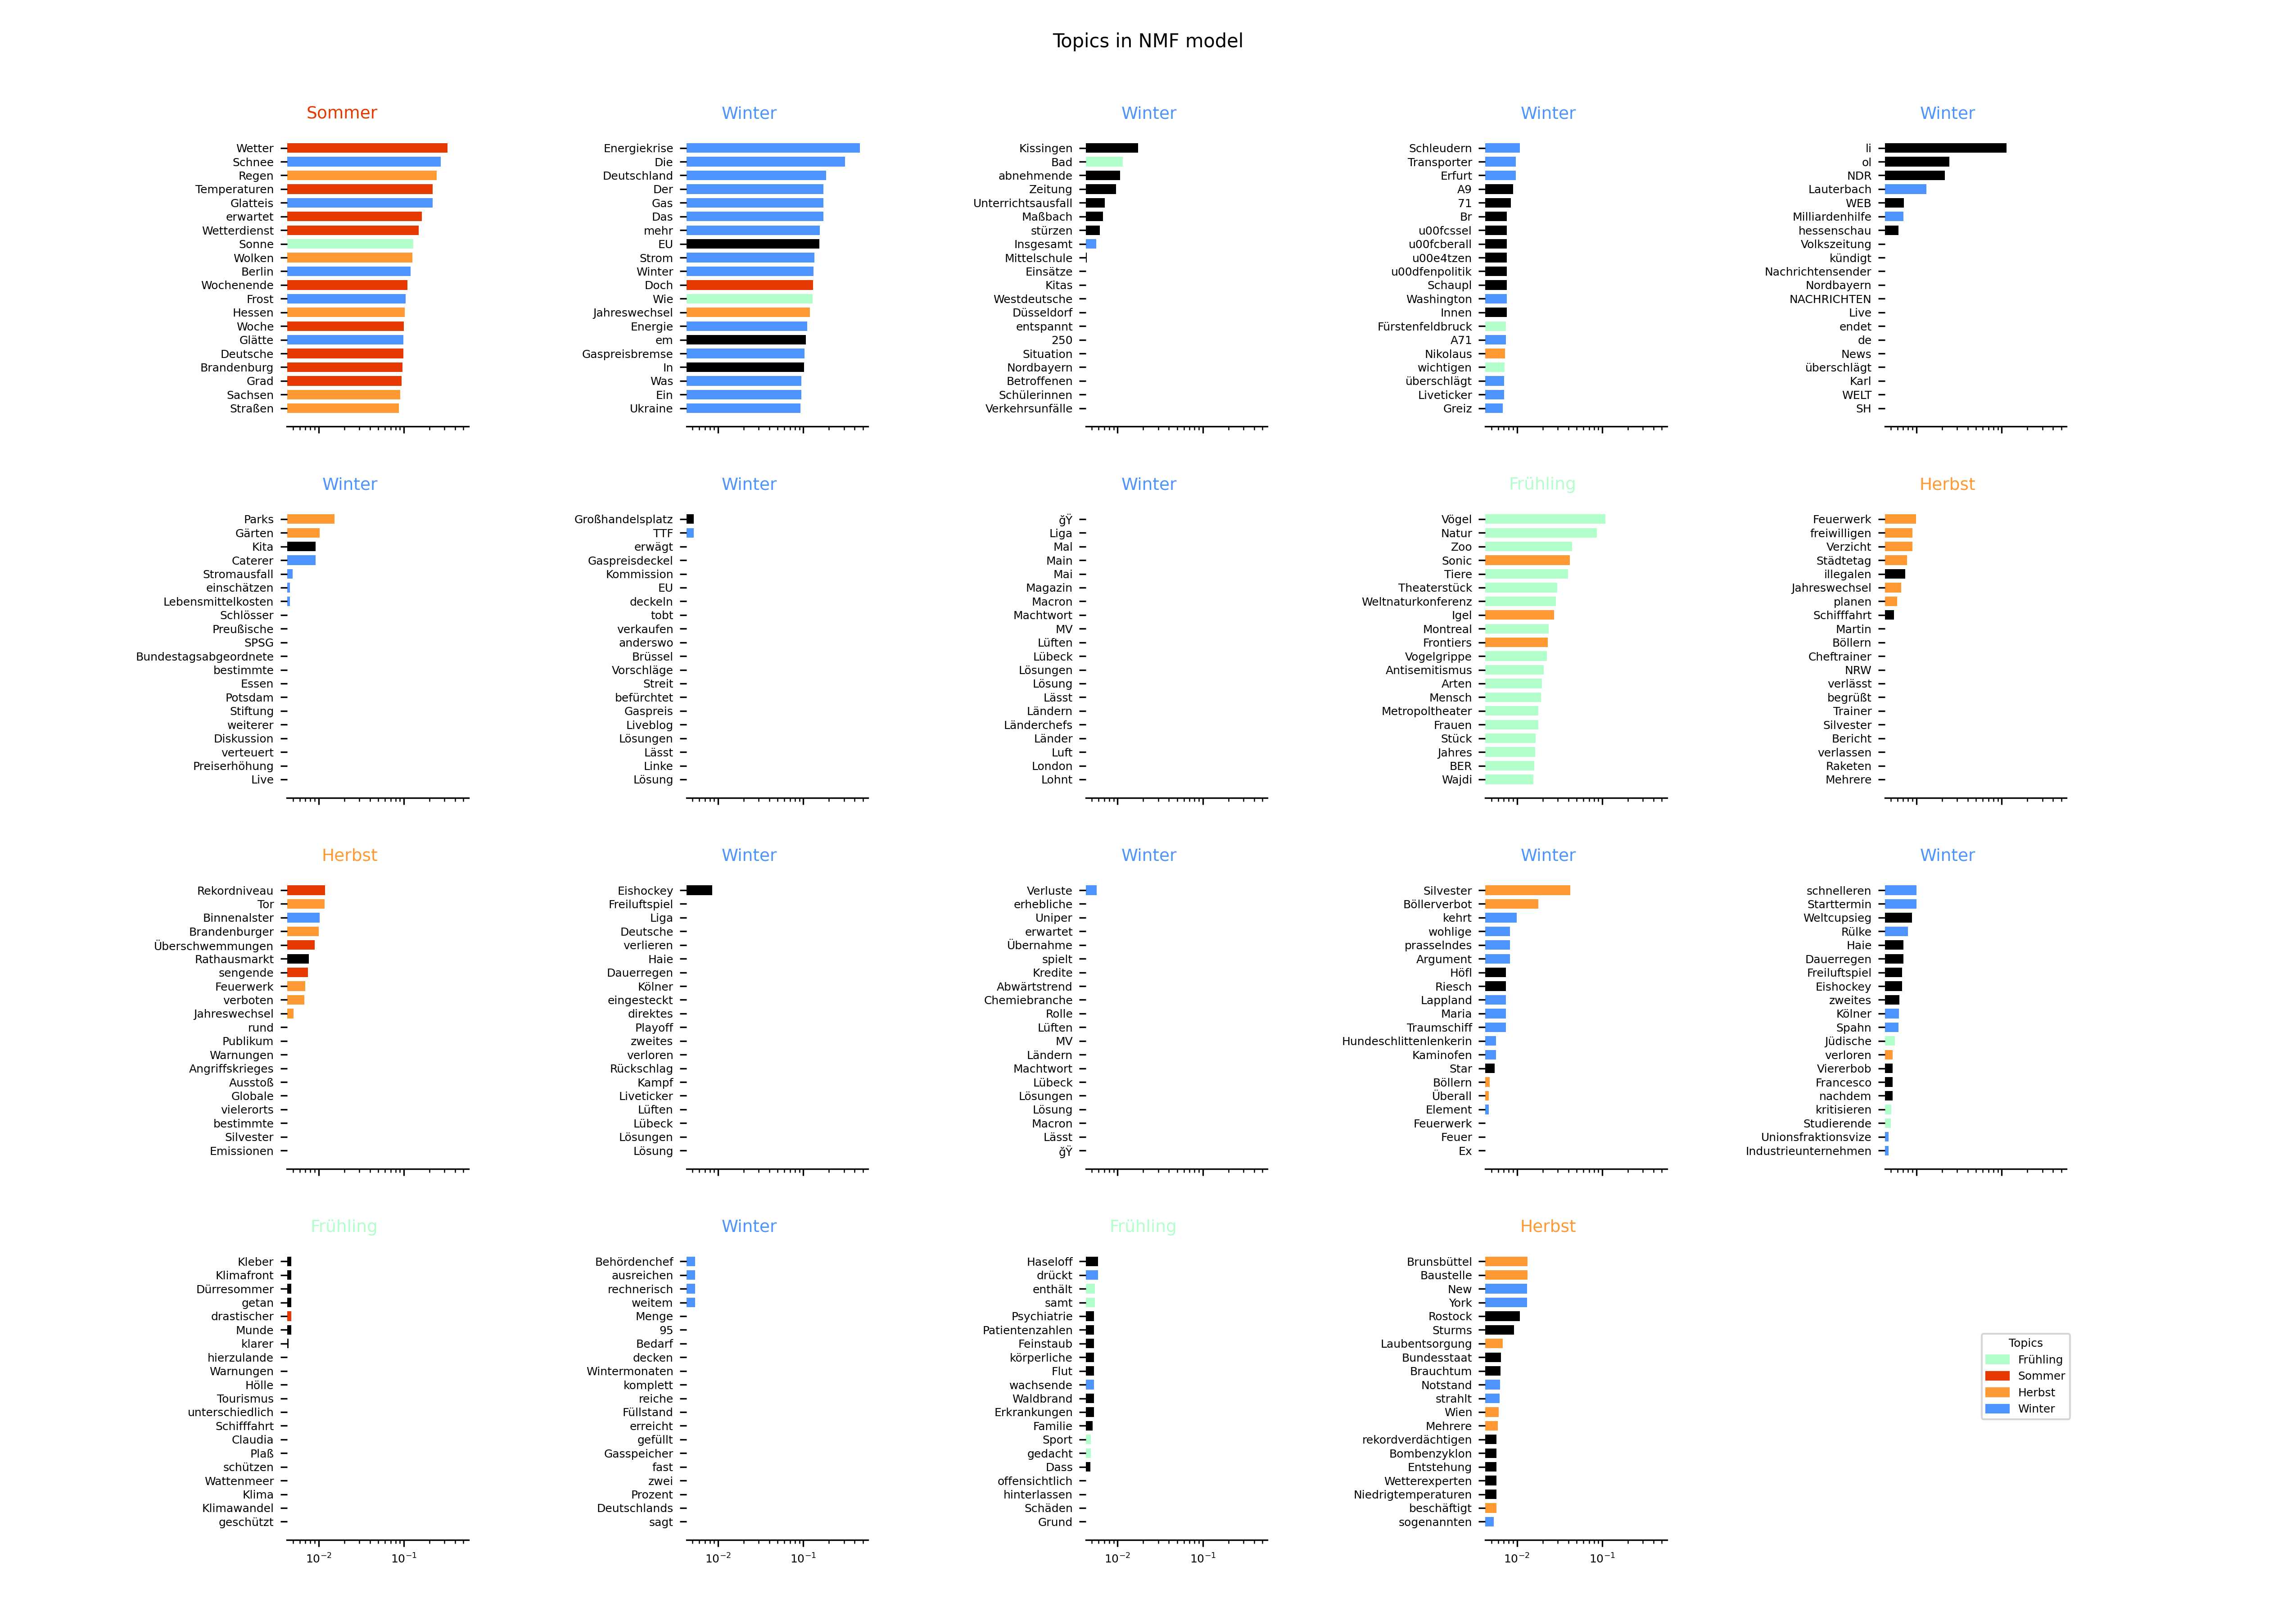 Topics in NMF model
Sommer
Wetter
Schnee
Regen
Temperaturen
Glatteis
erwartet
Wetterdienst
Sonne
Wolken
Berlin
Wochenende
Frost
Hessen
Woche
Glätte
Deutsche
Brandenburg
Grad
Sachsen
Straßen
Winter
Energiekrise
Die
Deutschland
Der
Gas
Das
mehr
EU
Strom
Winter
Doch
Wie
Jahreswechsel
Energie
em
Gaspreisbremse
In
Was
Ein
Ukraine
Winter
Kissingen
Bad
abnehmende
Zeitung
Unterrichtsausfall
Maßbach
stürzen
Insgesamt
Mittelschule
Einsätze
Kitas
Westdeutsche
Düsseldorf
entspannt
250
Situation
Nordbayern
Betroffenen
Schülerinnen
Verkehrsunfälle
Winter
Schleudern
Transporter
Erfurt
A9
71
Br
u00fcssel
u00fcberall
u00e4tzen
u00dfenpolitik
Schaupl
Washington
Innen
Fürstenfeldbruck
A71
Nikolaus
wichtigen
überschlägt
Liveticker
Greiz
Winter
li
ol
NDR
Lauterbach
WEB
Milliardenhilfe
hessenschau
Volkszeitung
kündigt
Nachrichtensender
Nordbayern
NACHRICHTEN
Live
endet
de
News
überschlägt
Karl
WELT
SH
Winter
Parks
Gärten
Kita
Caterer
Stromausfall
einschätzen
Lebensmittelkosten
Schlösser
Preußische
SPSG
Bundestagsabgeordnete
bestimmte
Essen
Potsdam
Stiftung
weiterer
Diskussion
verteuert
Preiserhöhung
Live
Winter
Großhandelsplatz
TTF
erwägt
Gaspreisdeckel
Kommission
EU
deckeln
tobt
verkaufen
anderswo
Brüssel
Vorschläge
Streit
befürchtet
Gaspreis
Liveblog
Lösungen
Lässt
Linke
Lösung
Winter
ğŸ
Liga
Mal
Main
Mai
Magazin
Macron
Machtwort
MV
Lüften
Lübeck
Lösungen
Lösung
Lässt
Ländern
Länderchefs
Länder
Luft
London
Lohnt
Frühling
Vögel
Natur
Zoo
Sonic
Tiere
Theaterstück
Weltnaturkonferenz
Igel
Montreal
Frontiers
Vogelgrippe
Antisemitismus
Arten
Mensch
Metropoltheater
Frauen
Stück
Jahres
BER
Wajdi
Herbst
Feuerwerk
freiwilligen
Verzicht
Städtetag
illegalen
Jahreswechsel
planen
Schifffahrt
Martin
Böllern
Cheftrainer
NRW
verlässt
begrüßt
Trainer
Silvester
Bericht
verlassen
Raketen
Mehrere
Herbst
Rekordniveau
Tor
Binnenalster
Brandenburger
Überschwemmungen
Rathausmarkt
sengende
Feuerwerk
verboten
Jahreswechsel
rund
Publikum
Warnungen
Angriffskrieges
Ausstoß
Globale
vielerorts
bestimmte
Silvester
Emissionen
Winter
Eishockey
Freiluftspiel
Liga
Deutsche
verlieren
Haie
Dauerregen
Kölner
eingesteckt
direktes
Playoff
zweites
verloren
Rückschlag
Kampf
Liveticker
Lüften
Lübeck
Lösungen
Lösung
Winter
Verluste
erhebliche
Uniper
erwartet
Übernahme
spielt
Kredite
Abwärtstrend
Chemiebranche
Rolle
Lüften
MV
Ländern
Machtwort
Lübeck
Lösungen
Lösung
Macron
Lässt
ğŸ
Winter
Silvester
Böllerverbot
kehrt
wohlige
prasselndes
Argument
Höfl
Riesch
Lappland
Maria
Traumschiff
Hundeschlittenlenkerin
Kaminofen
Star
Böllern
Überall
Element
Feuerwerk
Feuer
Ex
Winter
schnelleren
Starttermin
Weltcupsieg
Rülke
Haie
Dauerregen
Freiluftspiel
Eishockey
zweites
Kölner
Spahn
Jüdische
verloren
Viererbob
Francesco
nachdem
kritisieren
Studierende
Unionsfraktionsvize
Industrieunternehmen
Frühling
Kleber
Klimafront
Dürresommer
getan
drastischer
Munde
klarer
hierzulande
Warnungen
Hölle
Tourismus
unterschiedlich
Schifffahrt
Claudia
Plaß
schützen
Wattenmeer
Klima
Klimawandel
geschützt
10⁻² 10⁻¹
Winter
Behördenchef
ausreichen
rechnerisch
weitem
Menge
95
Bedarf
decken
Wintermonaten
komplett
reiche
Füllstand
erreicht
gefüllt
Gasspeicher
fast
zwei
Prozent
Deutschlands
sagt
10⁻² 10⁻¹
Frühling
Haseloff
drückt
enthält
samt
Psychiatrie
Patientenzahlen
Feinstaub
körperliche
Flut
wachsende
Waldbrand
Erkrankungen
Familie
Sport
gedacht
Dass
offensichtlich
hinterlassen
Schäden
Grund
10⁻² 10⁻¹
Herbst
Brunsbüttel
Baustelle
New
York
Rostock
Sturms
Laubentsorgung
Bundesstaat
Brauchtum
Notstand
strahlt
Wien
Mehrere
rekordverdächtigen
Bombenzyklon
Entstehung
Wetterexperten
Niedrigtemperaturen
beschäftigt
sogenannten
10⁻² 10⁻¹
Topics
Frühling
Sommer
Herbst
Winter